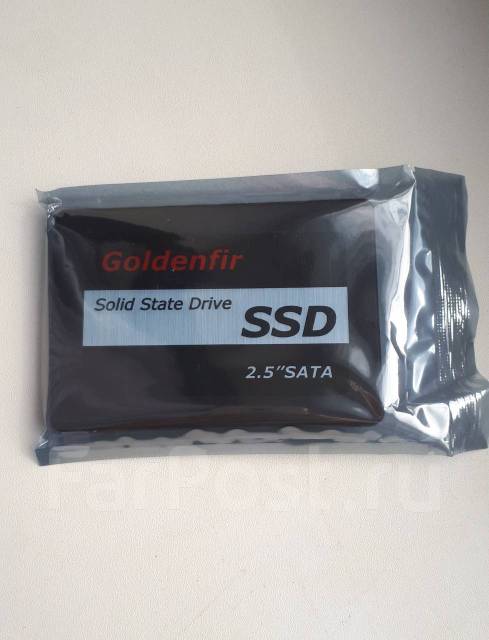 Goldenfir
Solid State Drive
SSD
2.5"SATA
FarPost.ru